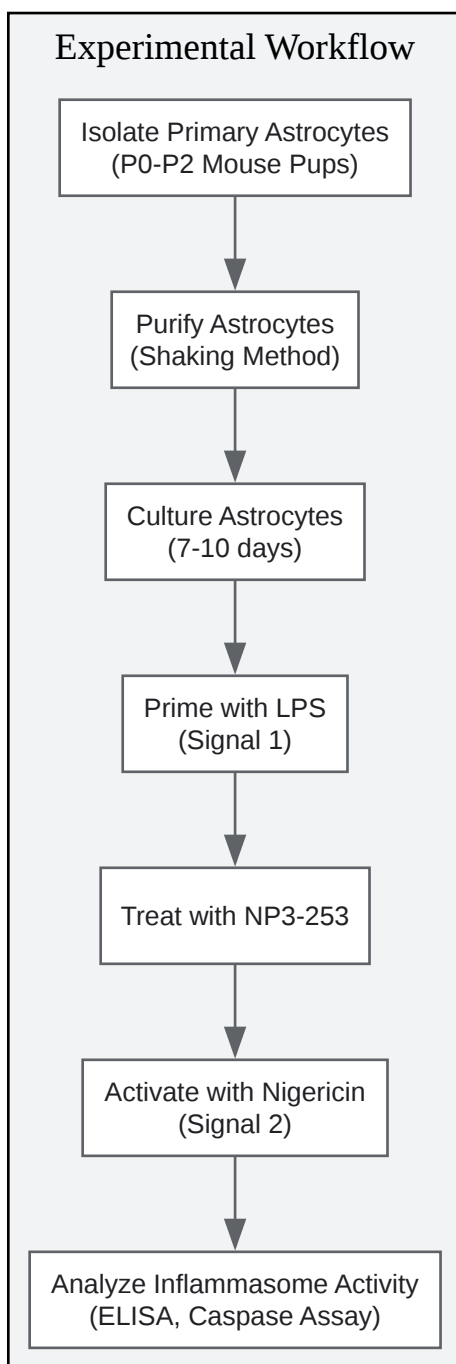 Experimental Workflow
Isolate Primary Astrocytes
(P0-P2 Mouse Pups)
Purify Astrocytes
(Shaking Method)
Culture Astrocytes
(7-10 days)
Prime with LPS
(Signal 1)
Treat with NP3-253
Activate with Nigericin
(Signal 2)
Analyze Inflammasome Activity
(ELISA, Caspase Assay)